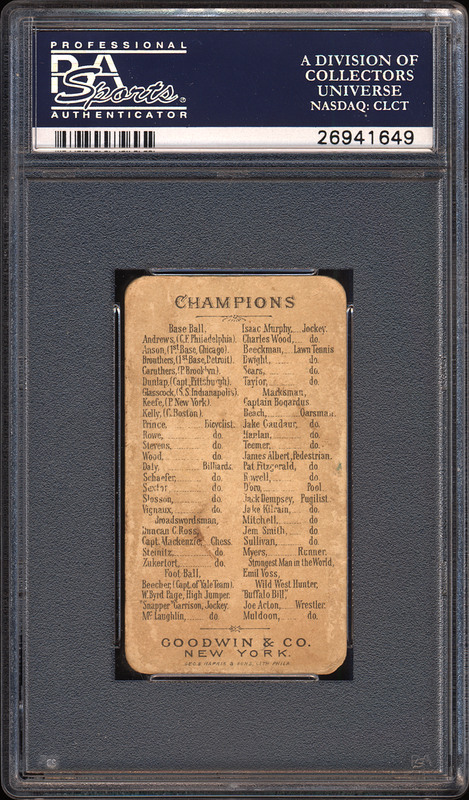 PROFESSIONAL
PSA
Sports
AUTHENTICATOR
A DIVISION OF
COLLECTORS
UNIVERSE
NASDAQ: CLCT
26941649
CHAMPIONS
Base Ball,
Andrews, (C.F. Philadelphia).
Anson, (1st Base, Chicago).
Brouthers, (1st Base, Detroit).
Caruthers, (P. Brooklyn).
Dunlap, (Capt. Pittsburgh).
Glasscock, (S.S. Indianapolis).
Keefe, (P. New York)
Kelly, (C. Boston).
Prince, Bicyclist.
Rowe, do.
Stevens, do.
Wood, do.
Daly, Billiards.
Schaefer, do.
Sexton do.
Slosson, do.
Vignaux, do.
Broadswordsman,
Duncan C. Ross,
Capt. Mackenzie, Chess.
Steinitz, do.
Zukertort, do.
Foot Ball,
Beecher, (Capt. of Yale Team).
W. Byrd Page, High Jumper.
"Snapper" Garrison, Jockey.
McLaughlin, do.
Isaac Murphy, Jockey.
Charles Wood, do.
Beeckman, Lawn Tennis
Dwight, do.
Sears, do.
Taylor, do.
Marksman,
Captain Bogardus.
Beach, Oarsman.
Jake Gaudaur, do.
Hanlan, do.
Teemer, do.
James Albert, Pedestrian.
Pat Fitzgerald, do.
Rowell, do.
D'oro, Pool
Jack Dempsey, Pugilist.
Jake Kilrain, do.
Mitchell, do.
Jem Smith, do.
Sullivan, do.
Myers, Runner.
Strongest Man in the World,
Emil Voss,
Wild West Hunter,
"Buffalo Bill".
Joe Acton, Wrestler.
Muldoon, do.
GOODWIN & CO.
NEW YORK.
GEO. S. HARRIS & SONS, LITH. PHILA.